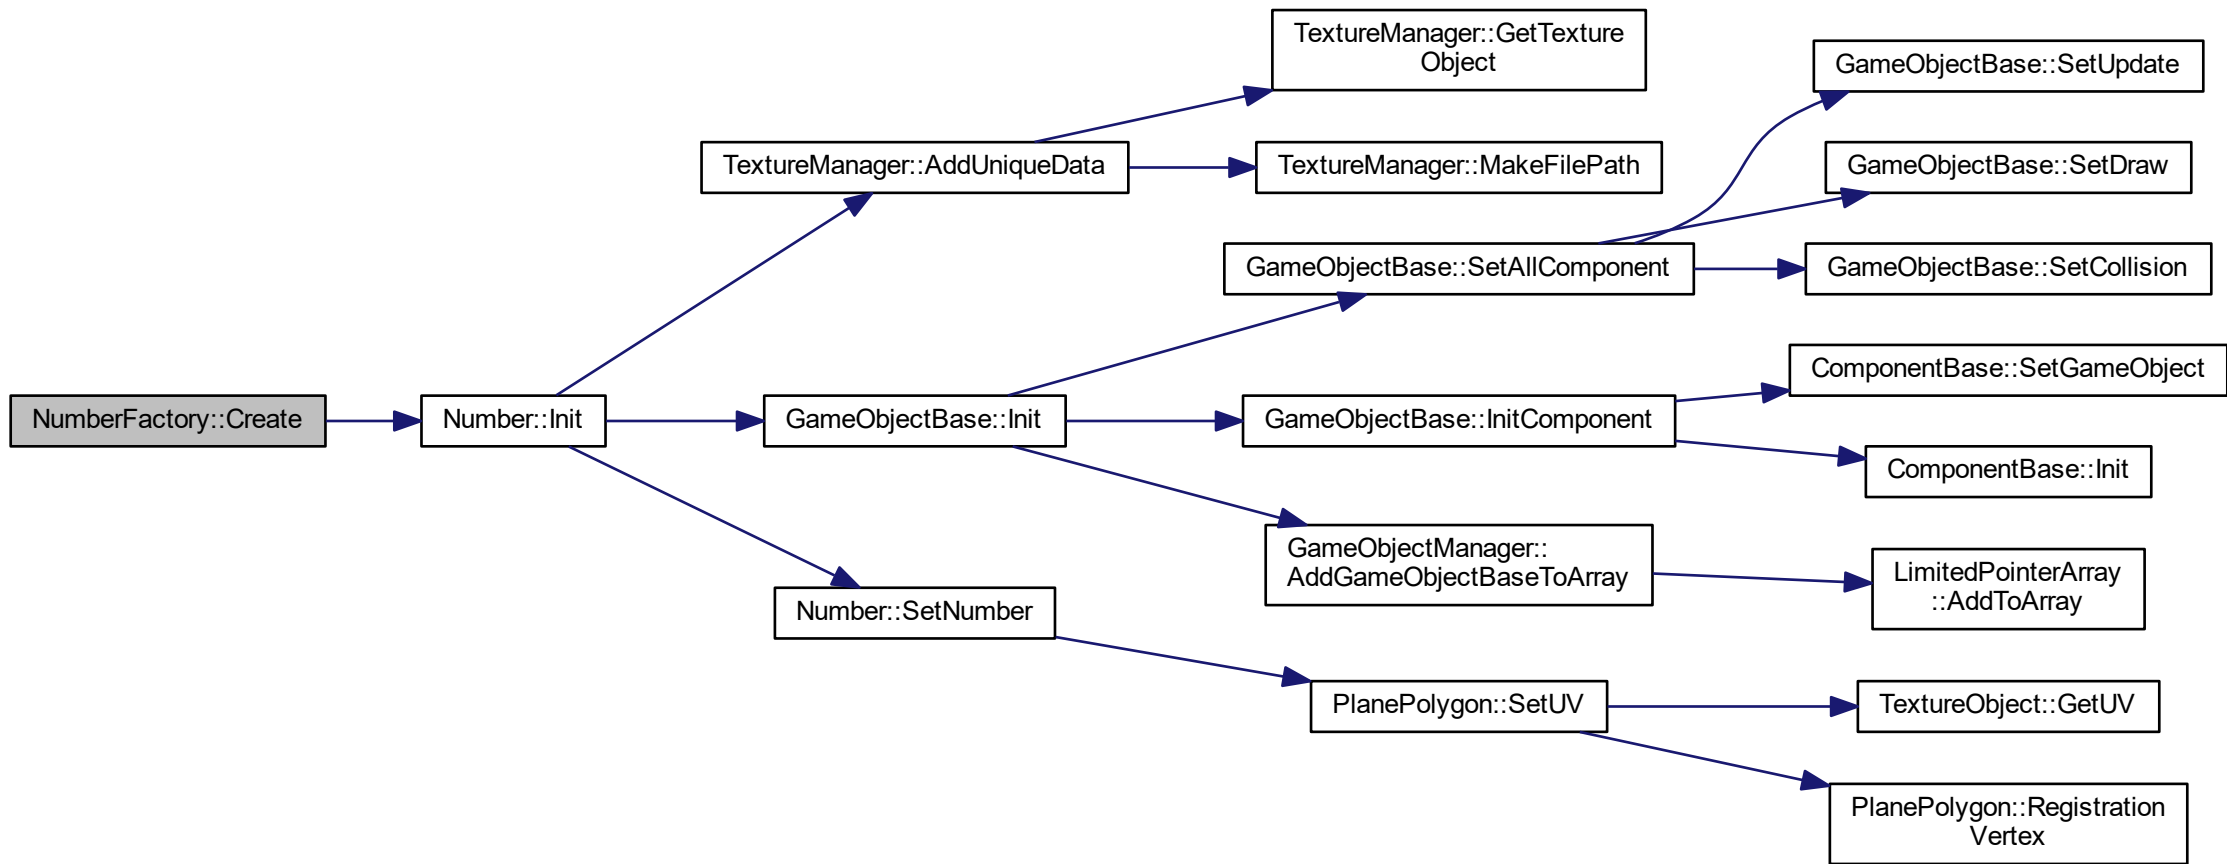 TextureManager::GetTexture
Object
GameObjectBase::SetUpdate
TextureManager::AddUniqueData
TextureManager::MakeFilePath
GameObjectBase::SetDraw
GameObjectBase::SetAllComponent
GameObjectBase::SetCollision
ComponentBase::SetGameObject
NumberFactory::Create
Number::Init
GameObjectBase::Init
GameObjectBase::InitComponent
ComponentBase::Init
GameObjectManager::
AddGameObjectBaseToArray
LimitedPointerArray
::AddToArray
Number::SetNumber
PlanePolygon::SetUV
TextureObject::GetUV
PlanePolygon::Registration
Vertex